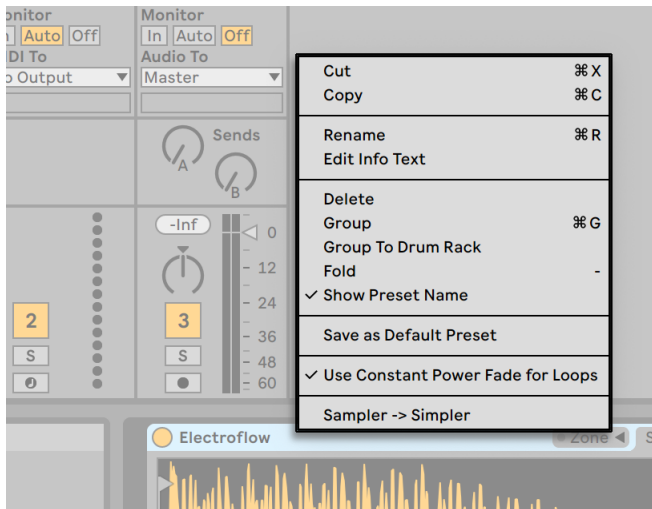 onitor
Auto Off
DI To
o Output
Monitor
In Auto Off
Audio To
Master
Sends
A
B
-Inf
0
12
24
36
48
60
2
S
3
S
Cut ⌘X
Copy ⌘C
Rename ⌘R
Edit Info Text
Delete
Group ⌘G
Group To Drum Rack
Fold -
✓ Show Preset Name
Save as Default Preset
✓ Use Constant Power Fade for Loops
Sampler -> Simpler
Electroflow
Zone
S